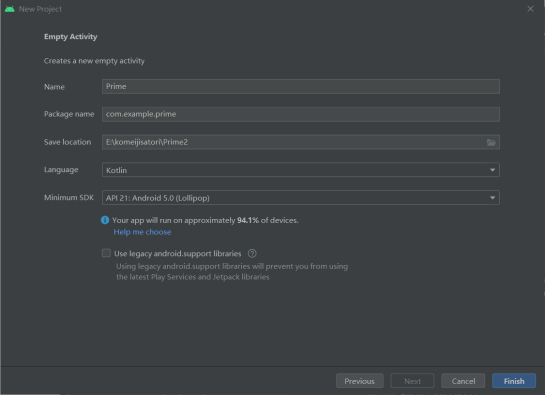 New Project
Empty Activity
Creates a new empty activity
Name Prime
Package name com.example.prime
Save location E:\komeijisatori\Prime2
Language Kotlin
Minimum SDK API 21: Android 5.0 (Lollipop)
Your app will run on approximately 94.1% of devices.
Help me choose
Use legacy android.support libraries
Using legacy android.support libraries will prevent you from using
the latest Play Services and Jetpack libraries
Previous Next Cancel Finish